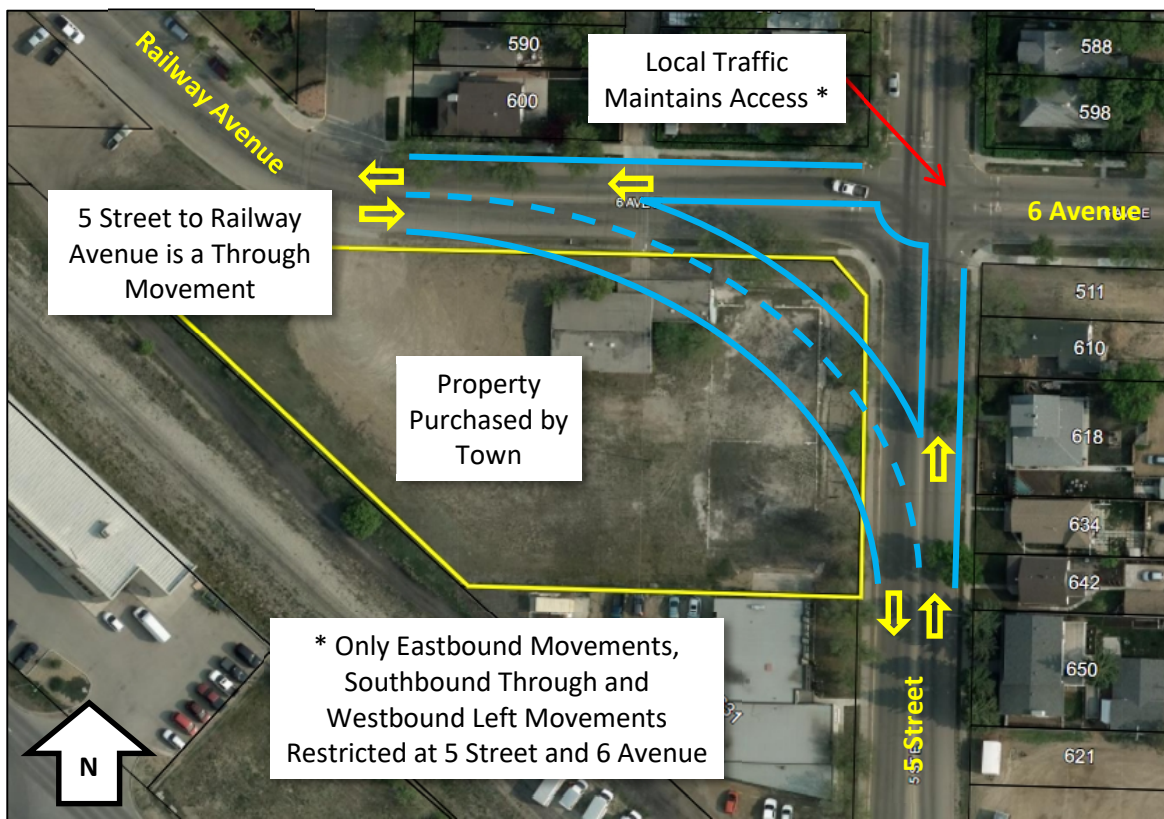 590
588
Railway Avenue
Local Traffic
Maintains Access *
600
598
5 Street to Railway
Avenue is a Through
Movement
6 AVE
6 Avenue
E
511
610
Property
Purchased by
Town
618
634
642
* Only Eastbound Movements,
Southbound Through and
Westbound Left Movements
Restricted at 5 Street and 6 Avenue
650
5 Street
621
N